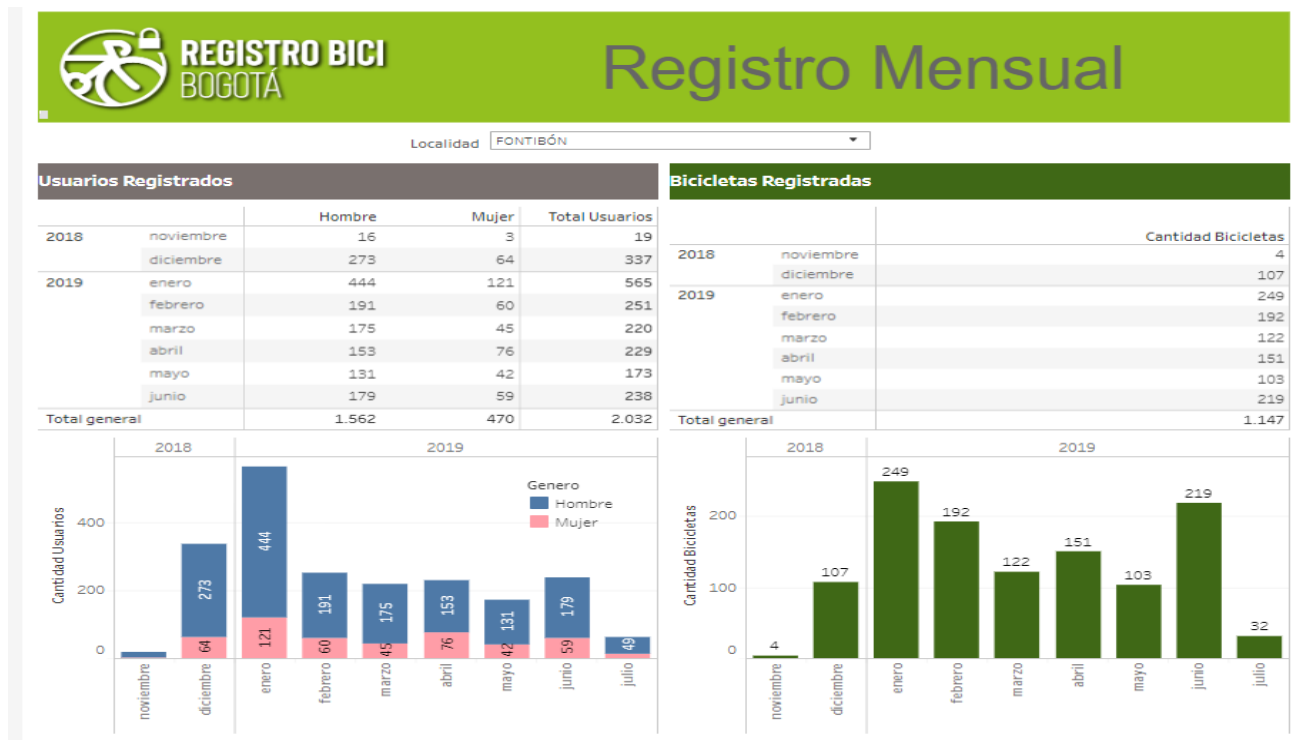 REGISTRO BICI
BOGOTÁ
Registro Mensual
Localidad FONTIBÓN
Usuarios Registrados
Hombre Mujer Total Usuarios
2018 noviembre 16 3 19
diciembre 273 64 337
2019 enero 444 121 565
febrero 191 60 251
marzo 175 45 220
abril 153 76 229
mayo 131 42 173
junio 179 59 238
Total general 1.562 470 2.032
Bicicletas Registradas
Cantidad Bicicletas
2018 noviembre 4
diciembre 107
2019 enero 249
febrero 192
marzo 122
abril 151
mayo 103
junio 219
Total general 1.147
2018 2019
Cantidad Usuarios
400
200
0
Genero
Hombre
Mujer
273 444 191 175 153 131 179 49
64 121 60 45 76 42 59
noviembre diciembre enero febrero marzo abril mayo junio julio
2018 2019
Cantidad Bicicletas
200
100
0
4 107 249 192 122 151 103 219 32
noviembre diciembre enero febrero marzo abril mayo junio julio